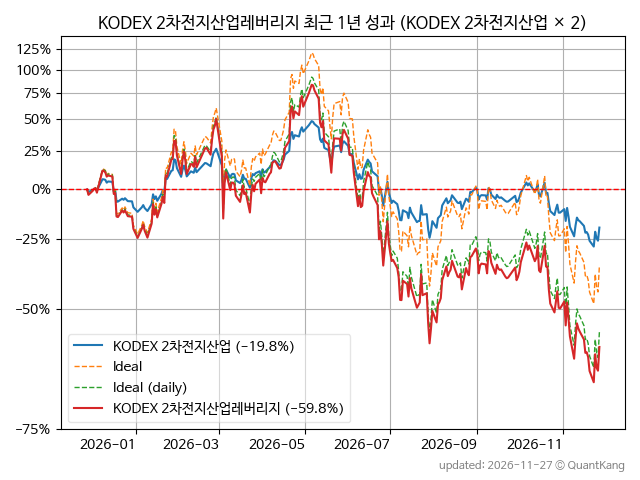 KODEX 2차전지산업레버리지 최근 1년 성과 (KODEX 2차전지산업 × 2)
125%
100%
75%
50%
25%
0%
−25%
−50%
−75%
KODEX 2차전지산업 (−19.8%)
Ideal
Ideal (daily)
KODEX 2차전지산업레버리지 (−59.8%)
2026-01
2026-03
2026-05
2026-07
2026-09
2026-11
updated: 2026-11-27 © QuantKang